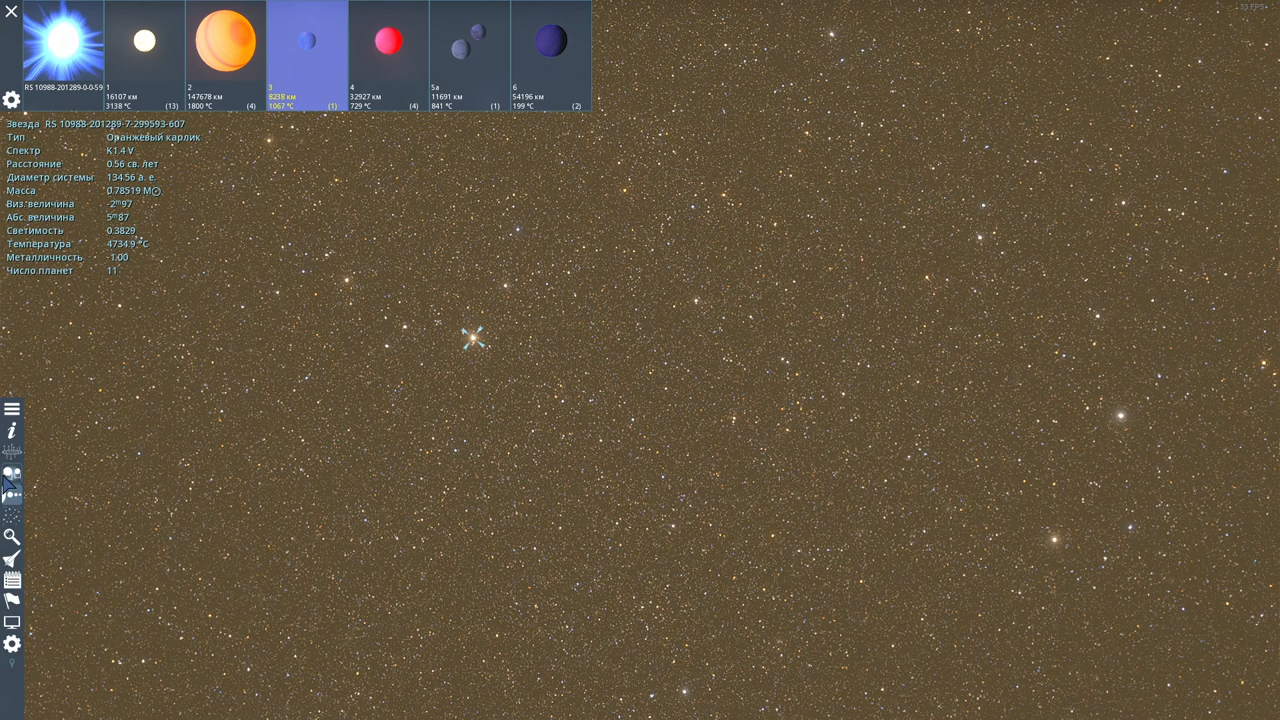 33 FPS
RS 10988-201289-0-0-59
1
16107 км
3138 °C (13)
2
147678 км
1800 °C (4)
3
8238 км
1067 °C (1)
4
32927 км
729 °C (4)
5a
11691 км
841 °C (1)
6
54196 км
199 °C (2)
Звезда RS 10988-201289-7-299593-607
Тип Оранжевый карлик
Спектр K1.4 V
Расстояние 0.56 св. лет
Диаметр системы 134.56 а. е.
Масса 0.78519 M☉
Виз.величина -2ᵐ97
Абс. величина 5ᵐ87
Светимость 0.3829
Температура 4734.9 °C
Металличность -1.00
Число планет 11